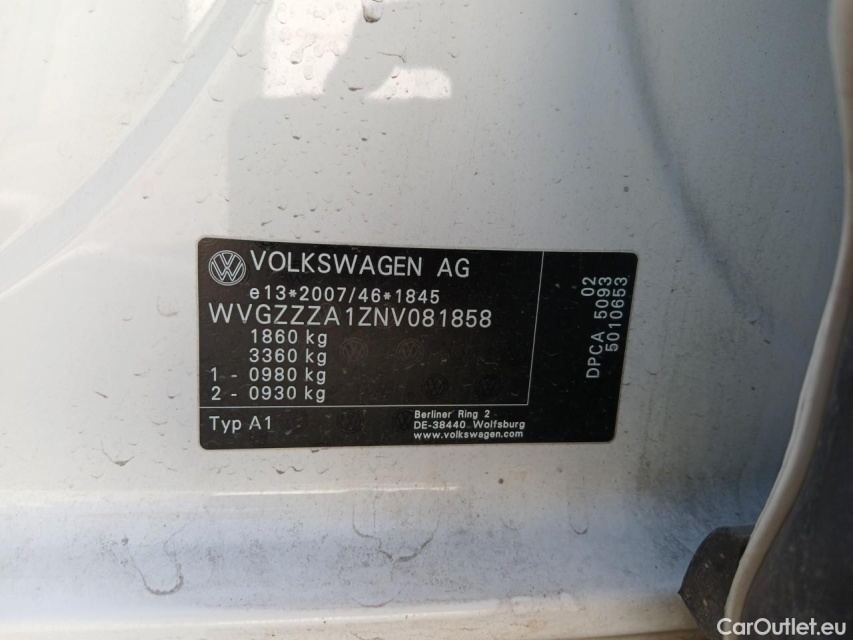 VOLKSWAGEN AG
e13*2007/46*1845
WVGZZZA1ZNV081858
1860 kg
3360 kg
1 - 0980 kg
2 - 0930 kg
Typ A1
Berliner Ring 2
DE-38440 Wolfsburg
www.volkswagen.com
02
DPCA 5093
5010653
CarOutlet.eu